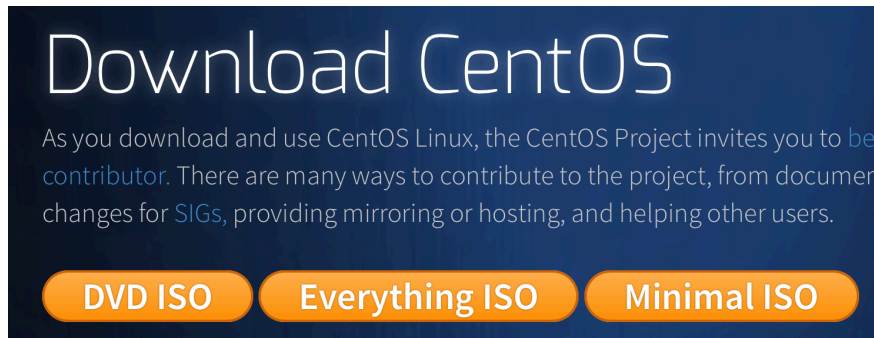 Download CentOS
As you download and use CentOS Linux, the CentOS Project invites you to be
contributor. There are many ways to contribute to the project, from documen
changes for SIGs, providing mirroring or hosting, and helping other users.
DVD ISO Everything ISO Minimal ISO